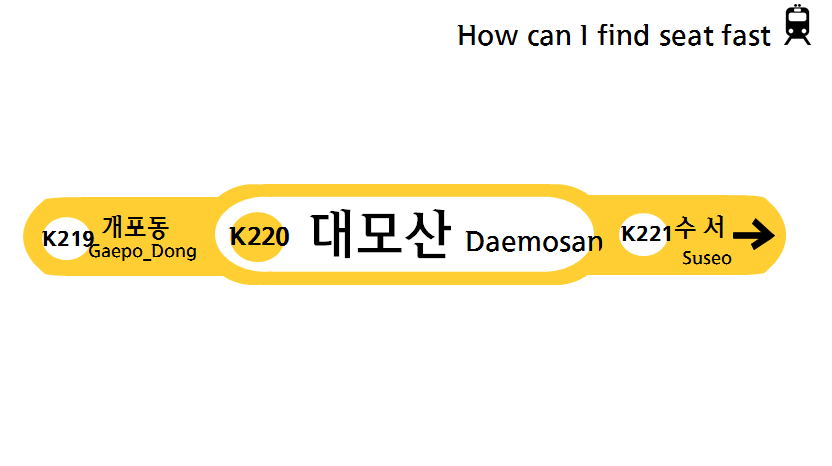 How can I find seat fast
K219 개포동
Gaepo_Dong
K220 대모산 Daemosan
K221 수 서
Suseo